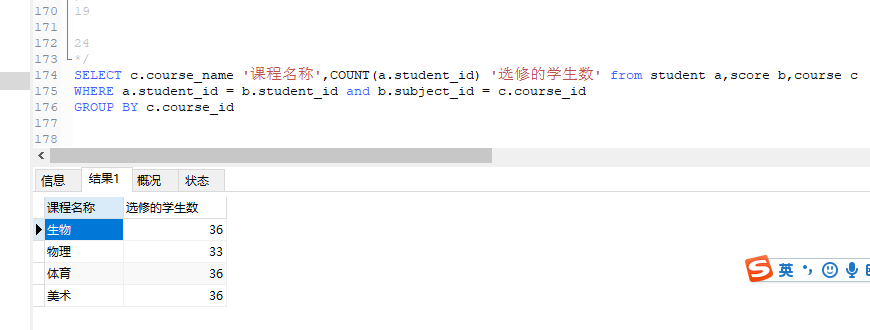 170
19
171
172
24
173
*/
174 SELECT c.course_name '课程名称',COUNT(a.student_id) '选修的学生数' from student a,score b,course c
175 WHERE a.student_id = b.student_id and b.subject_id = c.course_id
176 GROUP BY c.course_id
177
178
信息 结果1 概况 状态
课程名称 选修的学生数
生物 36
物理 33
体育 36
美术 36
S 英